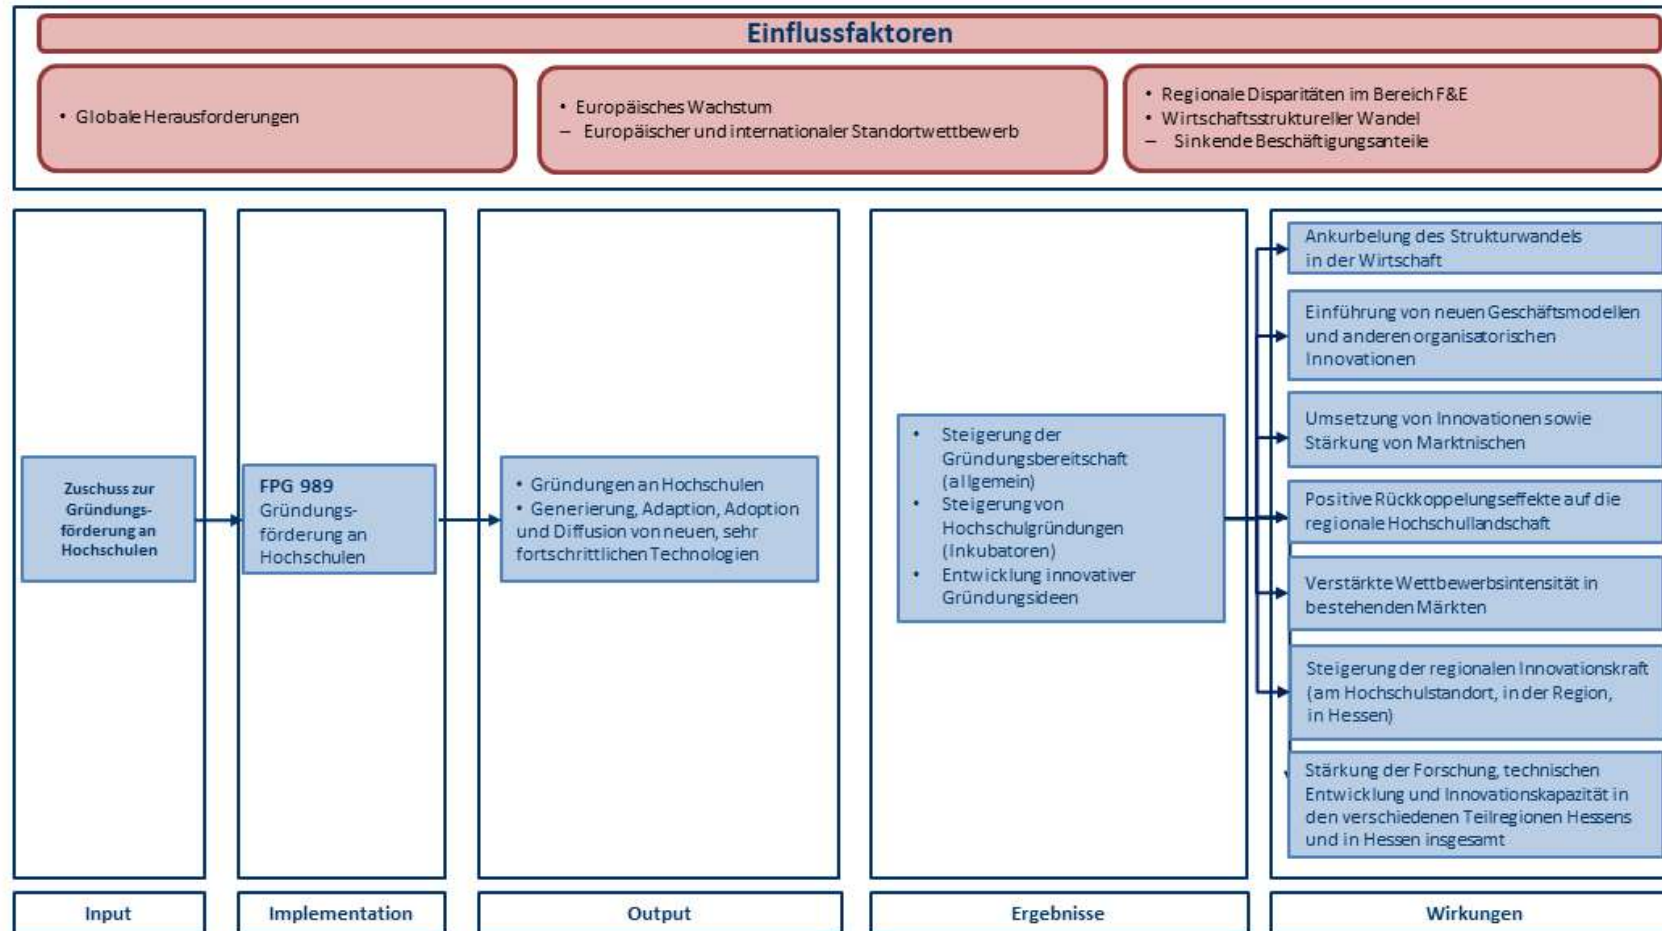 Einflussfaktoren
• Globale Herausforderungen
• Europäisches Wachstum
– Europäischer und internationaler Standortwettbewerb
• Regionale Disparitäten im Bereich F&E
• Wirtschaftsstruktureller Wandel
– Sinkende Beschäftigungsanteile
Zuschuss zur
Gründungs-
förderung an
Hochschulen
FPG 989
Gründungs-
förderung an
Hochschulen
• Gründungen an Hochschulen
• Generierung, Adaption, Adoption
und Diffusion von neuen, sehr
fortschrittlichen Technologien
• Steigerung der
Gründungsbereitschaft
(allgemein)
• Steigerung von
Hochschulgründungen
(Inkubatoren)
• Entwicklung innovativer
Gründungsideen
Ankurbelung des Strukturwandels
in der Wirtschaft
Einführung von neuen Geschäftsmodellen
und anderen organisatorischen
Innovationen
Umsetzung von Innovationen sowie
Stärkung von Marktnischen
Positive Rückkoppelungseffekte auf die
regionale Hochschullandschaft
Verstärkte Wettbewerbsintensität in
bestehenden Märkten
Steigerung der regionalen Innovationskraft
(am Hochschulstandort, in der Region,
in Hessen)
Stärkung der Forschung, technischen
Entwicklung und Innovationskapazität in
den verschiedenen Teilregionen Hessens
und in Hessen insgesamt
Input
Implementation
Output
Ergebnisse
Wirkungen